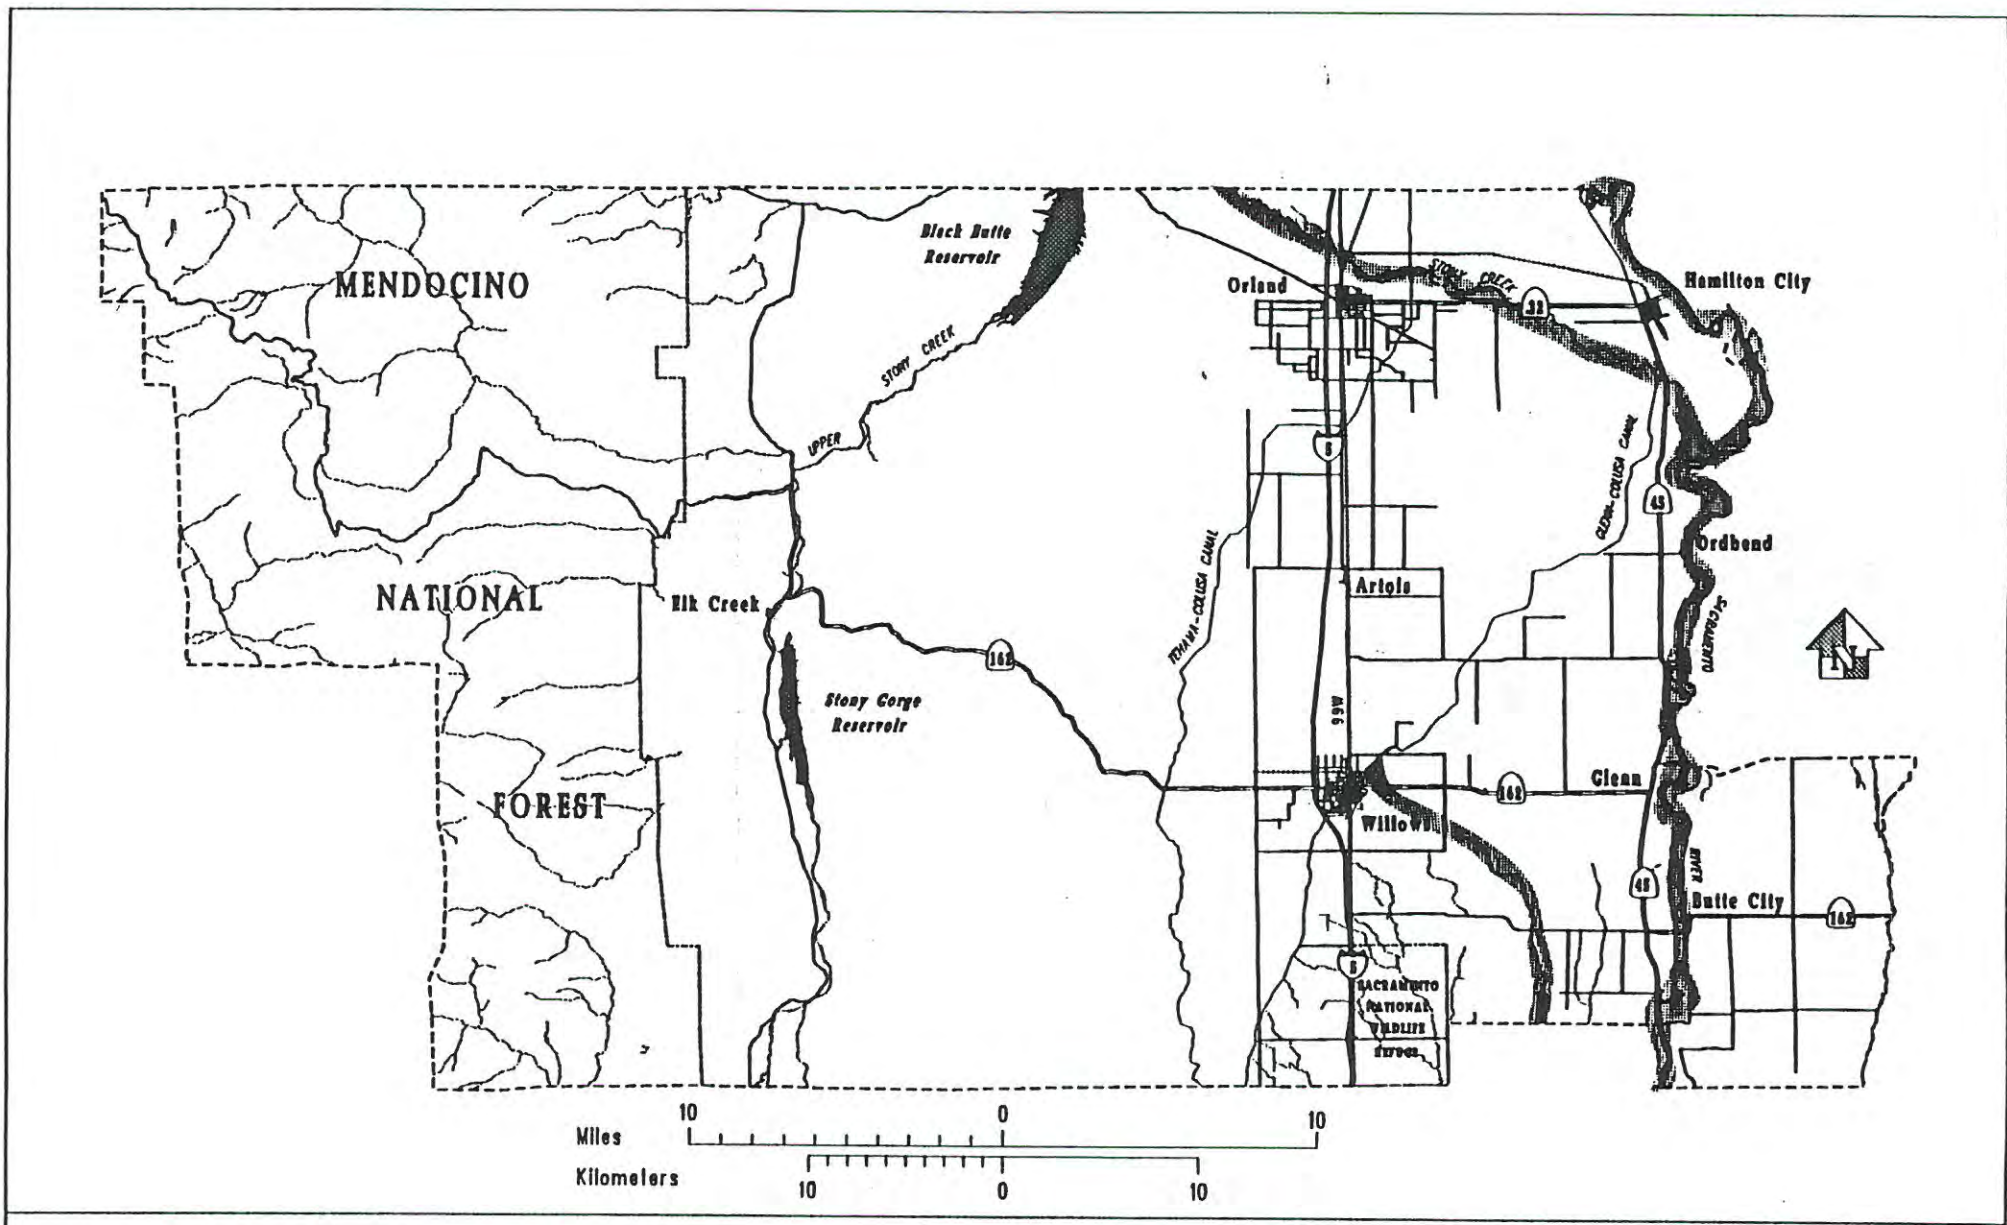 MENDOCINO
NATIONAL
FOREST
Black Butte
Reservoir
UPPER STONY CREEK
Orland
STONY CREEK
32
Hamilton City
5
TEHAMA-COLUSA CANAL
GLENN-COLUSA CANAL
45
Ordbend
Artois
SACRAMENTO
RIVER
Elk Creek
162
Stony Gorge
Reservoir
99W
Glenn
162
Willows
45
Butte City
162
5
SACRAMENTO
NATIONAL
WILDLIFE
REFUGE
N
10 0 10
Miles
Kilometers
10 0 10